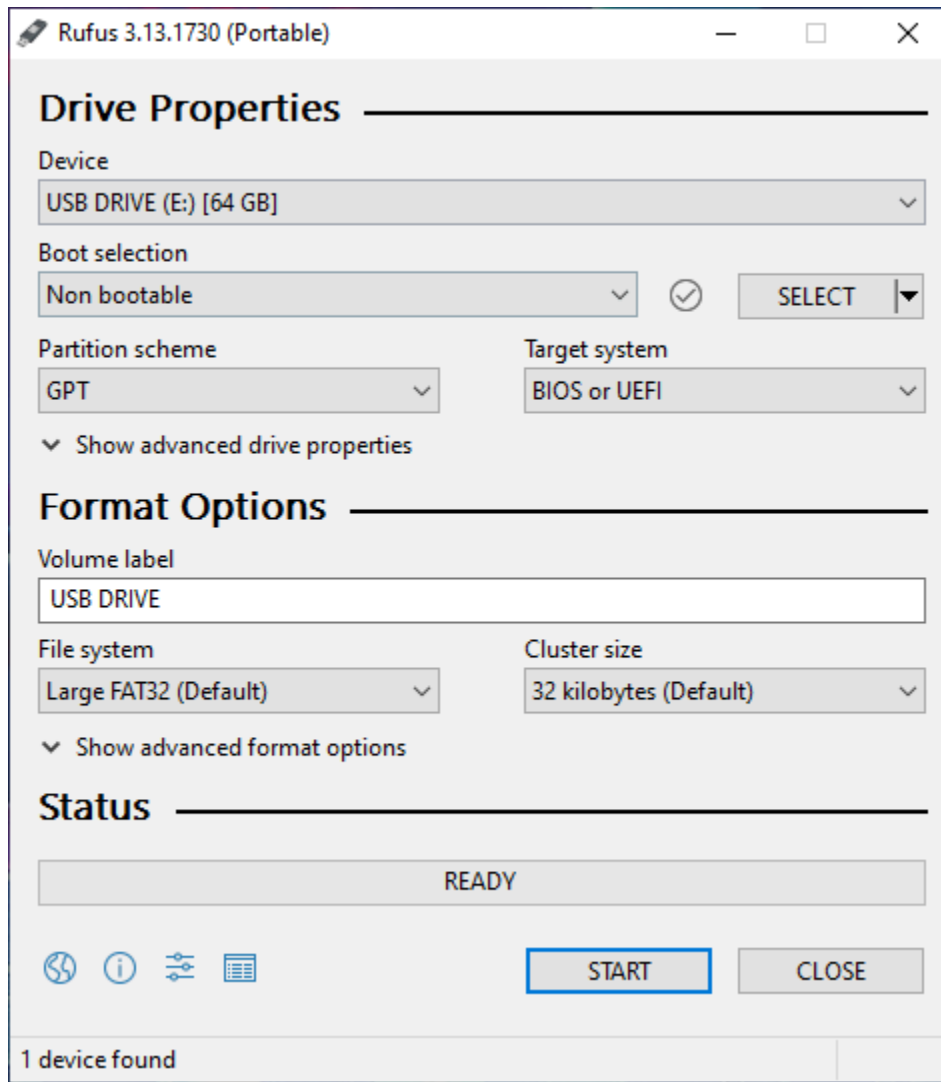 Rufus 3.13.1730 (Portable)
Drive Properties
Device
USB DRIVE (E:) [64 GB]
Boot selection
Non bootable SELECT
Partition scheme Target system
GPT BIOS or UEFI
Show advanced drive properties
Format Options
Volume label
USB DRIVE
File system Cluster size
Large FAT32 (Default) 32 kilobytes (Default)
Show advanced format options
Status
READY
START CLOSE
1 device found